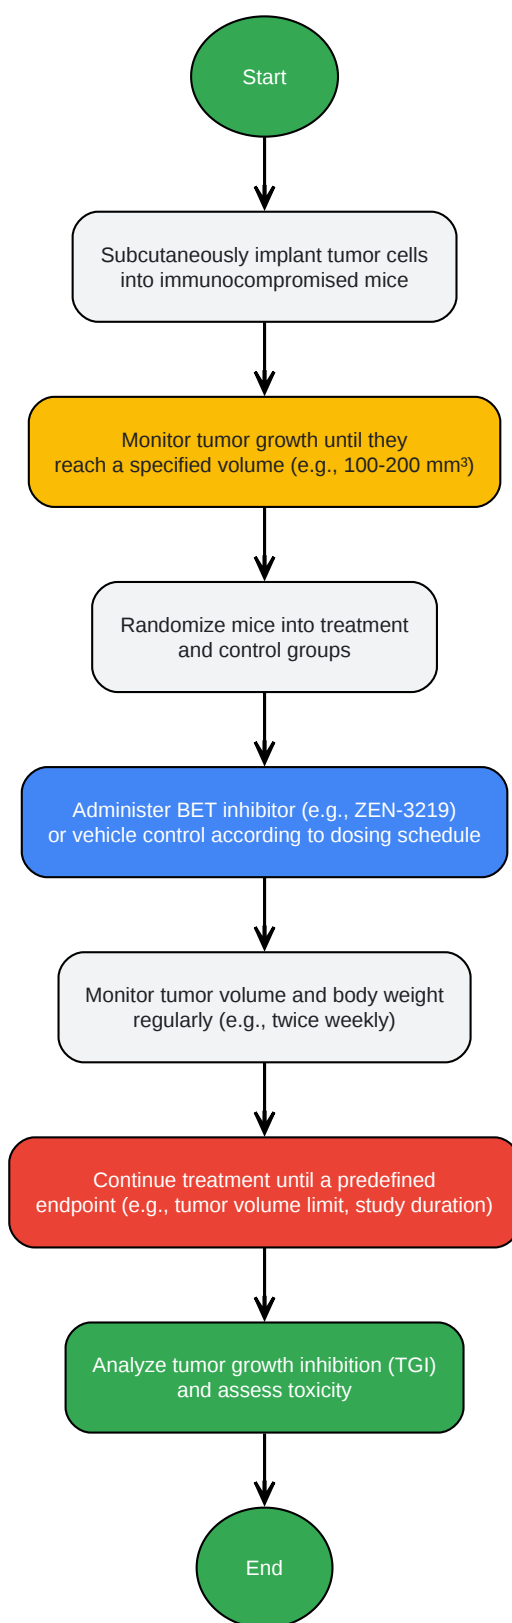 Start
Subcutaneously implant tumor cells
into immunocompromised mice
Monitor tumor growth until they
reach a specified volume (e.g., 100-200 mm³)
Randomize mice into treatment
and control groups
Administer BET inhibitor (e.g., ZEN-3219)
or vehicle control according to dosing schedule
Monitor tumor volume and body weight
regularly (e.g., twice weekly)
Continue treatment until a predefined
endpoint (e.g., tumor volume limit, study duration)
Analyze tumor growth inhibition (TGI)
and assess toxicity
End